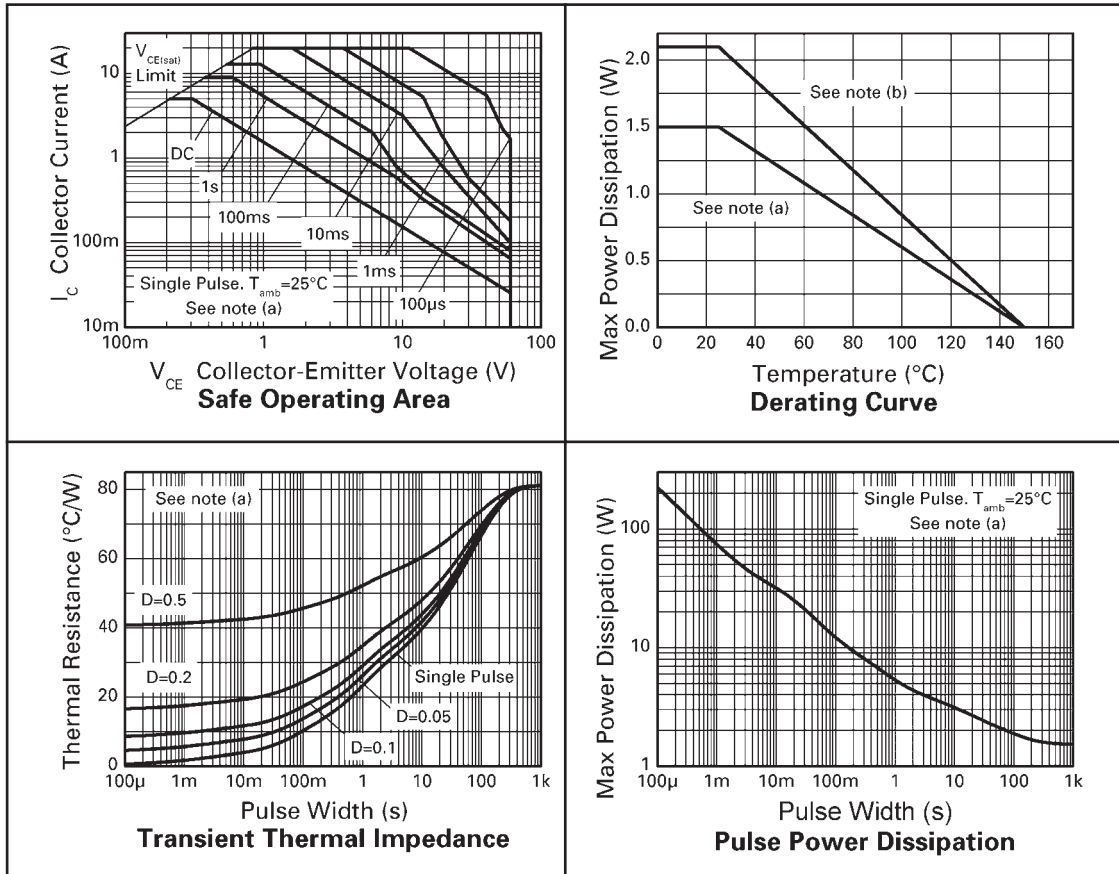 I_C Collector Current (A)
10
1
100m
10m
V_CE(sat)
Limit
DC
1s
100ms
10ms
1ms
100µs
Single Pulse. T_amb=25°C
See note (a)
100m 1 10 100
V_CE Collector-Emitter Voltage (V)
Safe Operating Area
Max Power Dissipation (W)
2.0
1.5
1.0
0.5
0.0
See note (b)
See note (a)
0 20 40 60 80 100 120 140 160
Temperature (°C)
Derating Curve
Thermal Resistance (°C/W)
80
60
40
20
0
See note (a)
D=0.5
D=0.2
Single Pulse
D=0.05
D=0.1
100µ 1m 10m 100m 1 10 100 1k
Pulse Width (s)
Transient Thermal Impedance
Max Power Dissipation (W)
100
10
1
Single Pulse. T_amb=25°C
See note (a)
100µ 1m 10m 100m 1 10 100 1k
Pulse Width (s)
Pulse Power Dissipation